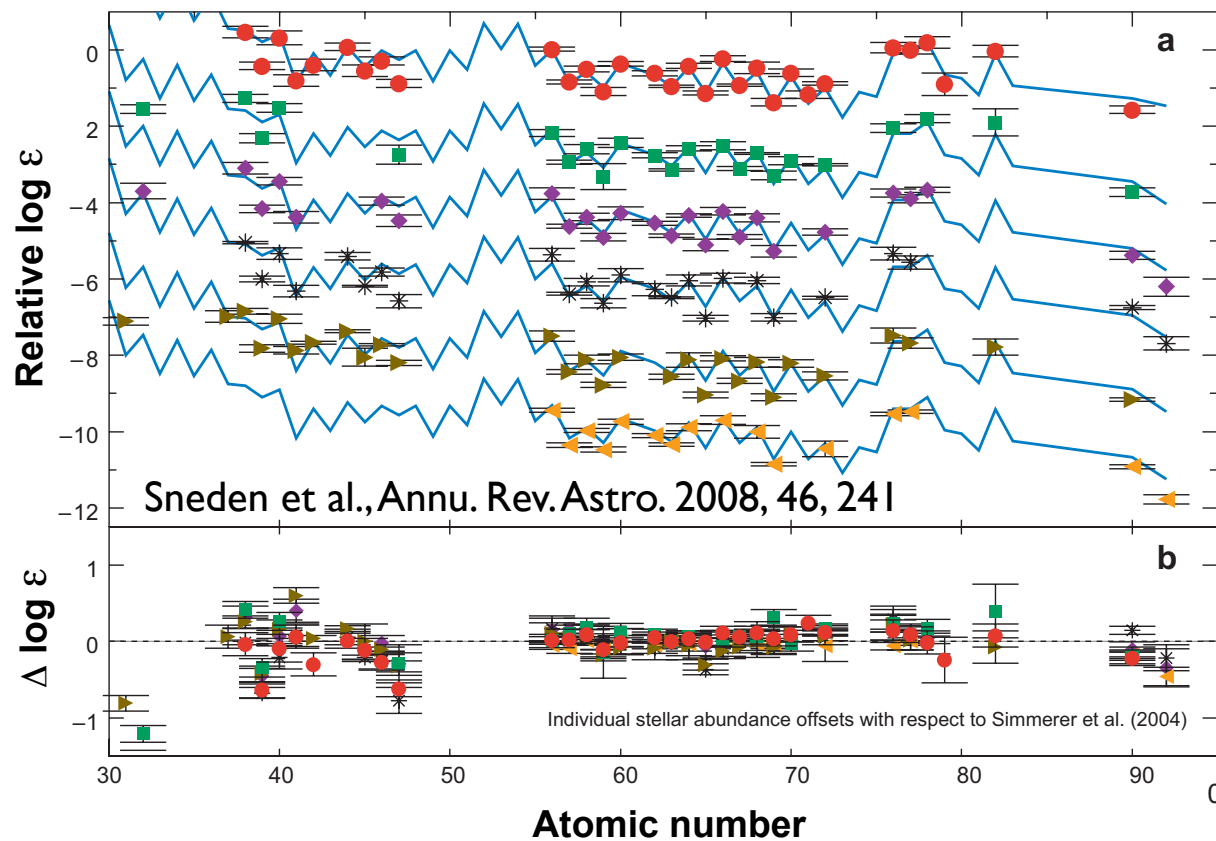 a
Relative log ε
0
2
−4
−6
−8
−10
−12
Sneden et al., Annu. Rev. Astro. 2008, 46, 241
b
Δ log ε
1
0
−1
Individual stellar abundance offsets with respect to Simmerer et al. (2004)
30 40 50 60 70 80 90
Atomic number